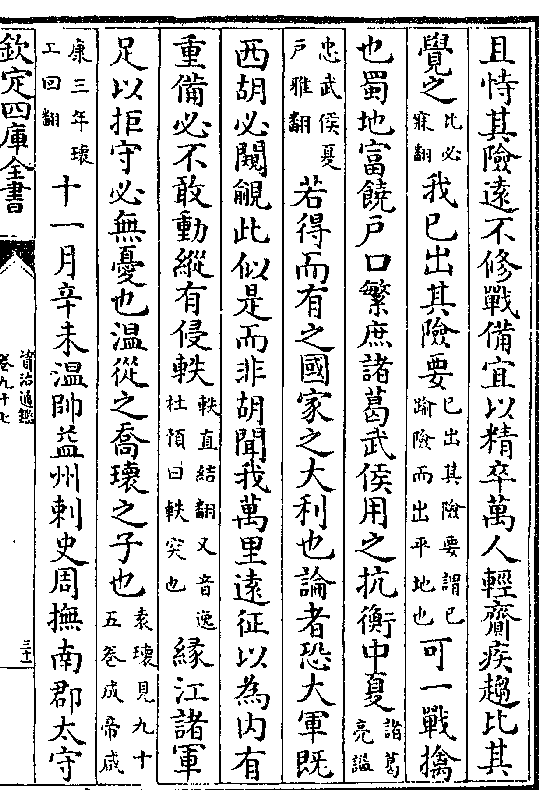 且恃其險遠不修戰備宜以精卒萬人輕齎疾趨比其
覺之比必寐翻我已出其險要已出其險要謂已踰險而出平地也可一戰擒
也蜀地富饒戶口繁庶諸葛武侯用之抗衡中夏諸葛亮謚
忠武侯夏戶雅翻若得而有之國家之大利也論者恐大軍既
西胡必闚覦此似是而非胡聞我萬里遠征以為内有
重備必不敢動縱有侵軼軼直結翻又音逸杜預曰軼突也緣江諸軍
足以拒守必無憂也溫從之喬瓌之子也袁瓌見九十五卷成帝咸
康三年瓌工回翻十一月辛未溫帥益州刺史周撫南郡太守
欽定四庫全書
資治通鑑
卷九十七
三十